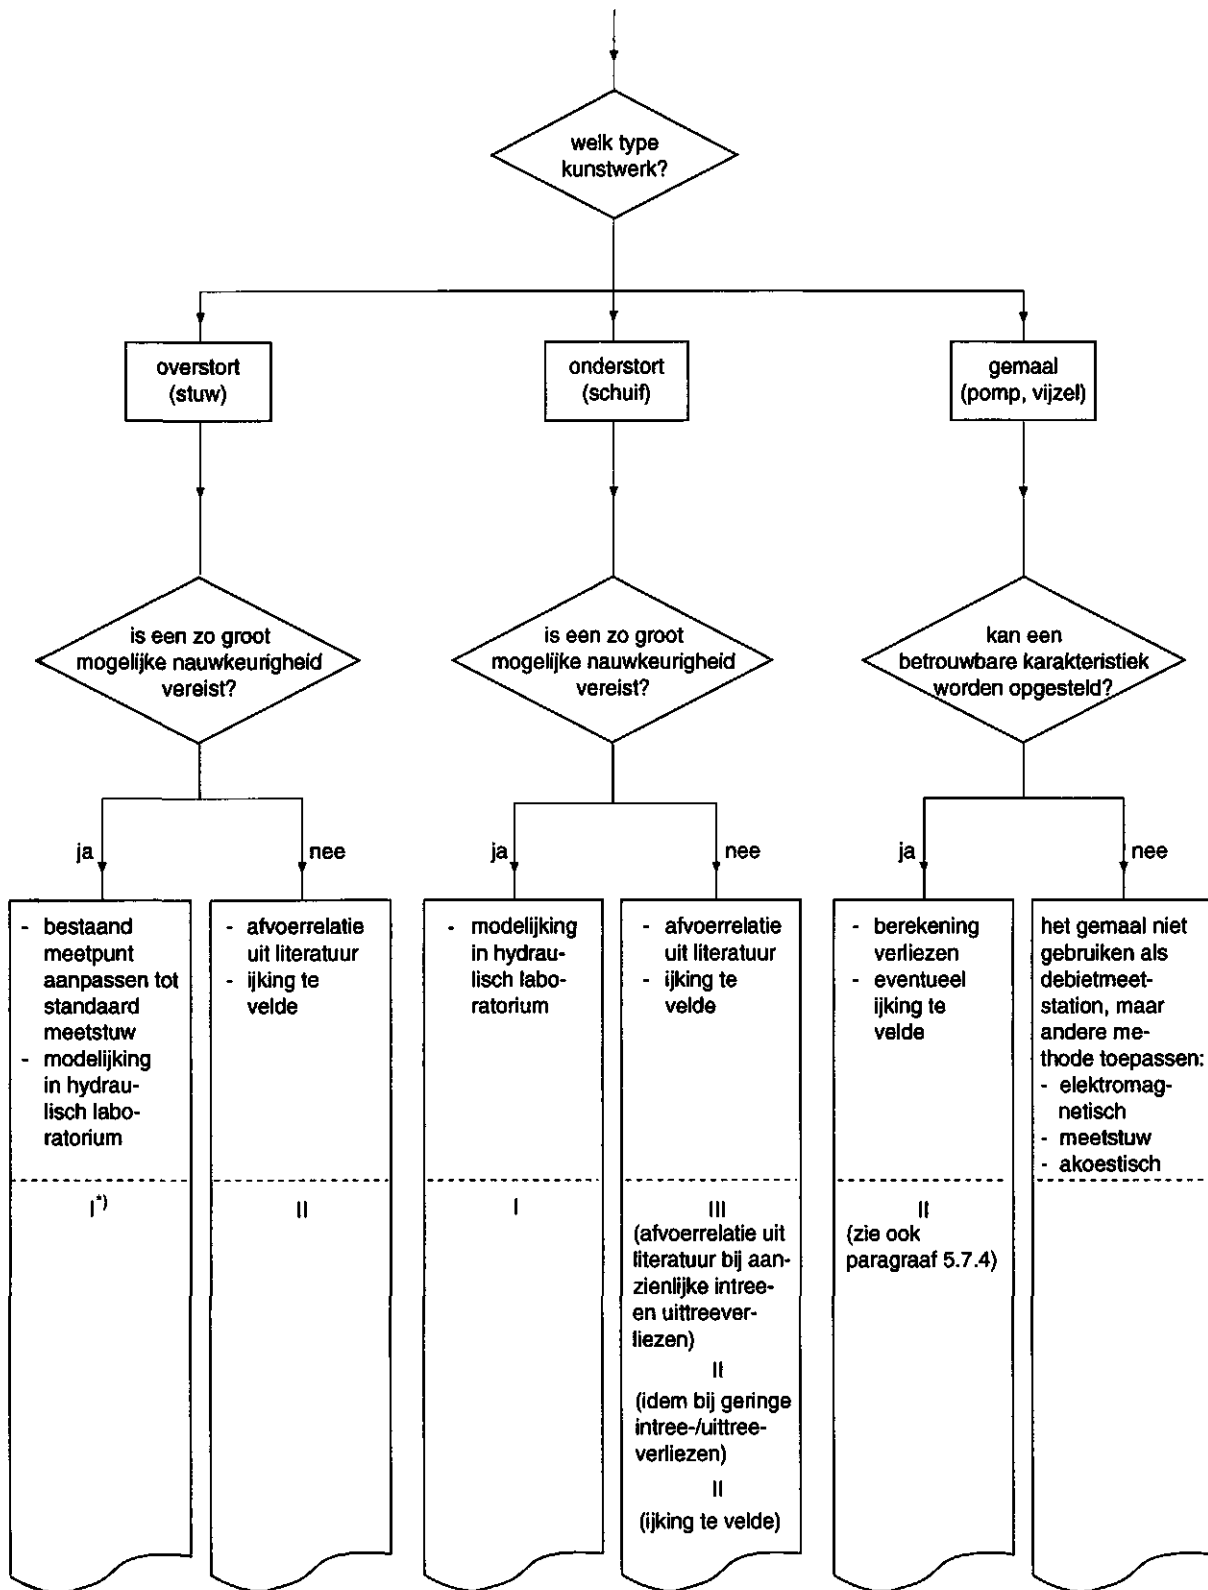 welk type
kunstwerk?
overstort
(stuw)
onderstort
(schuif)
gemaal
(pomp, vijzel)
is een zo groot
mogelijke nauwkeurigheid
vereist?
is een zo groot
mogelijke nauwkeurigheid
vereist?
kan een
betrouwbare karakteristiek
worden opgesteld?
ja
nee
ja
nee
ja
nee
- bestaand
meetpunt
aanpassen tot
standaard
meetstuw
- modelijking
in hydrau-
lisch labo-
ratorium
I*)
- afvoerrelatie
uit literatuur
- ijking te
velde
II
- modelijking
in hydrau-
lisch labo-
ratorium
I
- afvoerrelatie
uit literatuur
- ijking te
velde
III
(afvoerrelatie uit
literatuur bij aan-
zienlijke intree-
en uittreever-
liezen)
II
(idem bij geringe
intree-/uittree-
verliezen)
II
(ijking te velde)
- berekening
verliezen
- eventueel
ijking te
velde
II
(zie ook
paragraaf 5.7.4)
het gemaal niet
gebruiken als
debietmeet-
station, maar
andere me-
thode toepassen:
- elektromag-
netisch
- meetstuw
- akoestisch